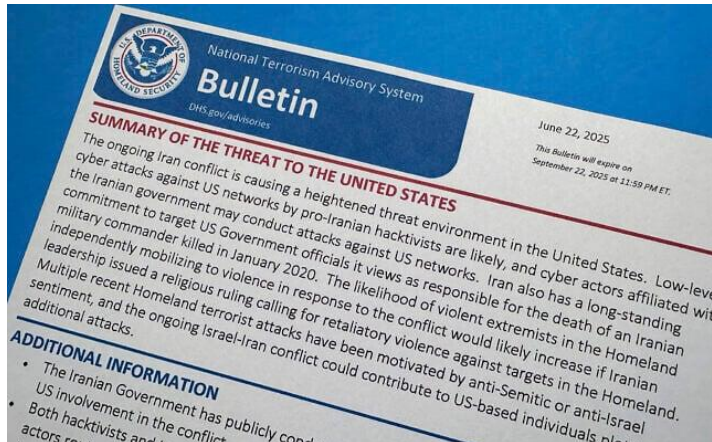 U.S. DEPARTMENT OF
HOMELAND SECURITY
National Terrorism Advisory System
Bulletin
DHS.gov/advisories
June 22, 2025
This Bulletin will expire on
September 22, 2025 at 11:59 PM ET.
SUMMARY OF THE THREAT TO THE UNITED STATES
The ongoing Iran conflict is causing a heightened threat environment in the United States. Low-leve
cyber attacks against US networks by pro-Iranian hacktivists are likely, and cyber actors affiliated wit
the Iranian government may conduct attacks against US networks. Iran also has a long-standing
commitment to target US Government officials it views as responsible for the death of an Iranian
military commander killed in January 2020. The likelihood of violent extremists in the Homeland
independently mobilizing to violence in response to the conflict would likely increase if Iranian
leadership issued a religious ruling calling for retaliatory violence against targets in the Homeland.
Multiple recent Homeland terrorist attacks have been motivated by anti-Semitic or anti-Israel
sentiment, and the ongoing Israel-Iran conflict could contribute to US-based individuals
additional attacks.
ADDITIONAL INFORMATION
• The Iranian Government has publicly
US involvement in the conflict
• Both hacktivists and
actors